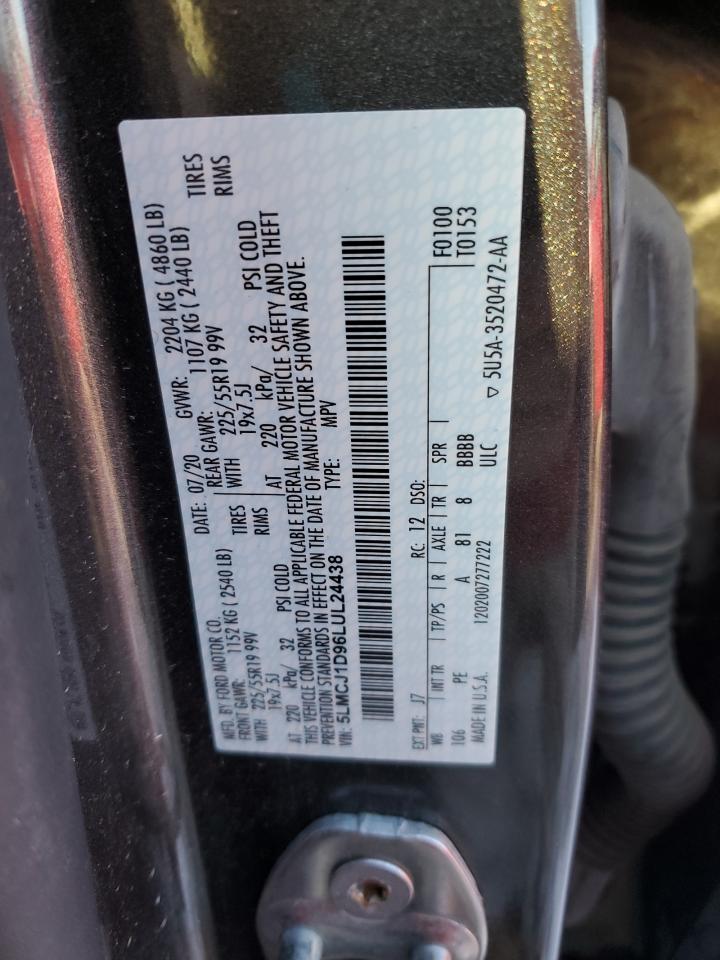 MFD. BY FORD MOTOR CO. DATE: 07/20 GVWR: 2204 KG ( 4860 LB)
FRONT GAWR: 1152 KG ( 2540 LB) REAR GAWR: 1107 KG ( 2440 LB)
WITH 225/55R19 99V TIRES WITH 225/55R19 99V TIRES
19x7.5J RIMS 19x7.5J RIMS
AT 220 kPa/ 32 PSI COLD AT 220 kPa/ 32 PSI COLD
THIS VEHICLE CONFORMS TO ALL APPLICABLE FEDERAL MOTOR VEHICLE SAFETY AND THEFT
PREVENTION STANDARDS IN EFFECT ON THE DATE OF MANUFACTURE SHOWN ABOVE.
VIN: 5LMCJ1D96LUL24438 TYPE: MPV
EXT PNT: J7 RC: 12 DSO: F0100
WB INT TR TP/PS R AXLE TR SPR T0153
106 PE A 81 8 BBBB
MADE IN U.S.A. 1202007277222 ULC ▽ 5U5A-3520472-AA